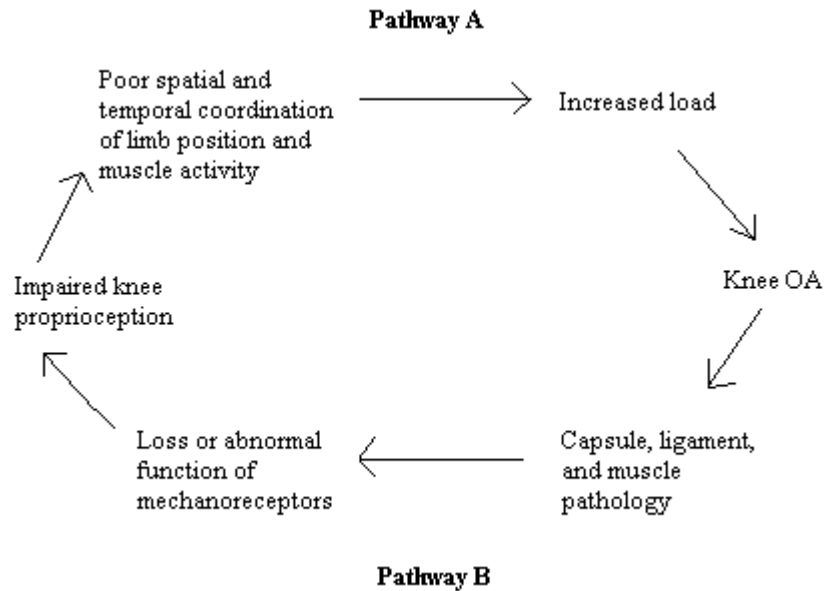 Pathway A
Poor spatial and
temporal coordination
of limb position and
muscle activity
Increased load
Knee OA
Capsule, ligament,
and muscle
pathology
Loss or abnormal
function of
mechanoreceptors
Impaired knee
proprioception
Pathway B